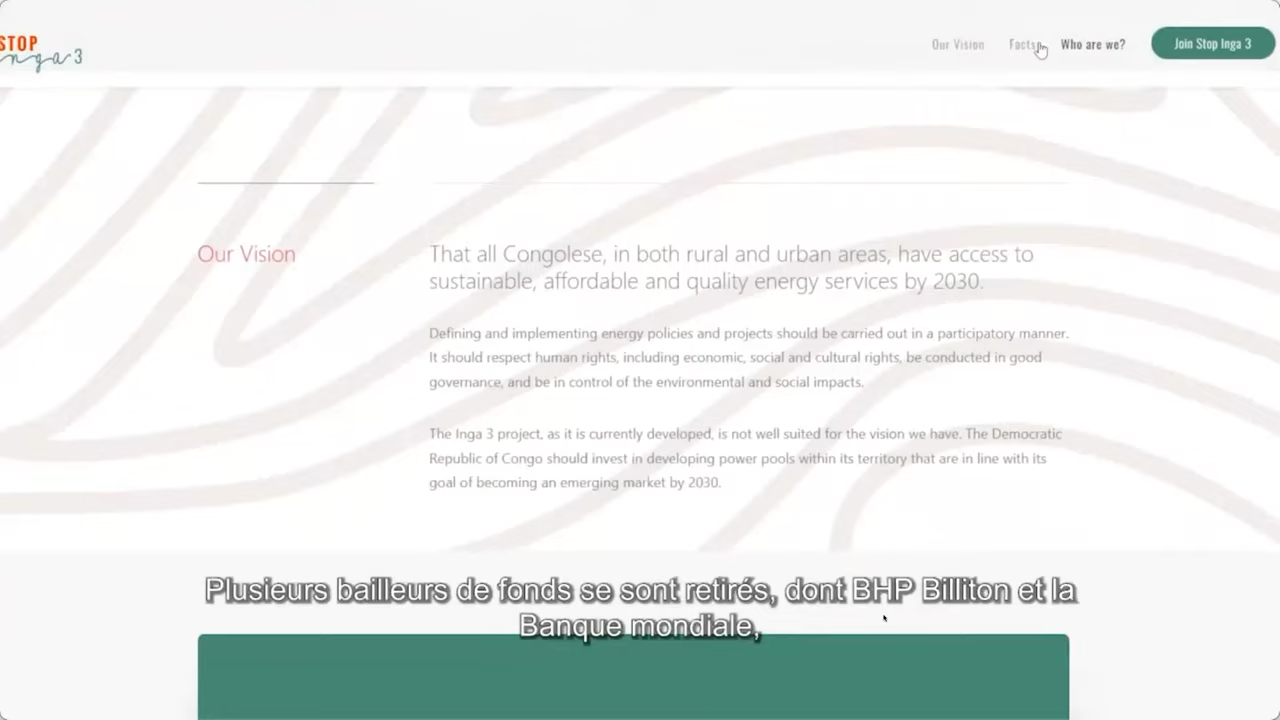 STOP
Inga 3
Our Vision
Facts
Who are we?
Join Stop Inga 3
Our Vision
That all Congolese, in both rural and urban areas, have access to
sustainable, affordable and quality energy services by 2030.
Defining and implementing energy policies and projects should be carried out in a participatory manner.
It should respect human rights, including economic, social and cultural rights, be conducted in good
governance, and be in control of the environmental and social impacts.
The Inga 3 project, as it is currently developed, is not well suited for the vision we have. The Democratic
Republic of Congo should invest in developing power pools within its territory that are in line with its
goal of becoming an emerging market by 2030.
Plusieurs bailleurs de fonds se sont retirés, dont BHP Billiton et la
Banque mondiale,